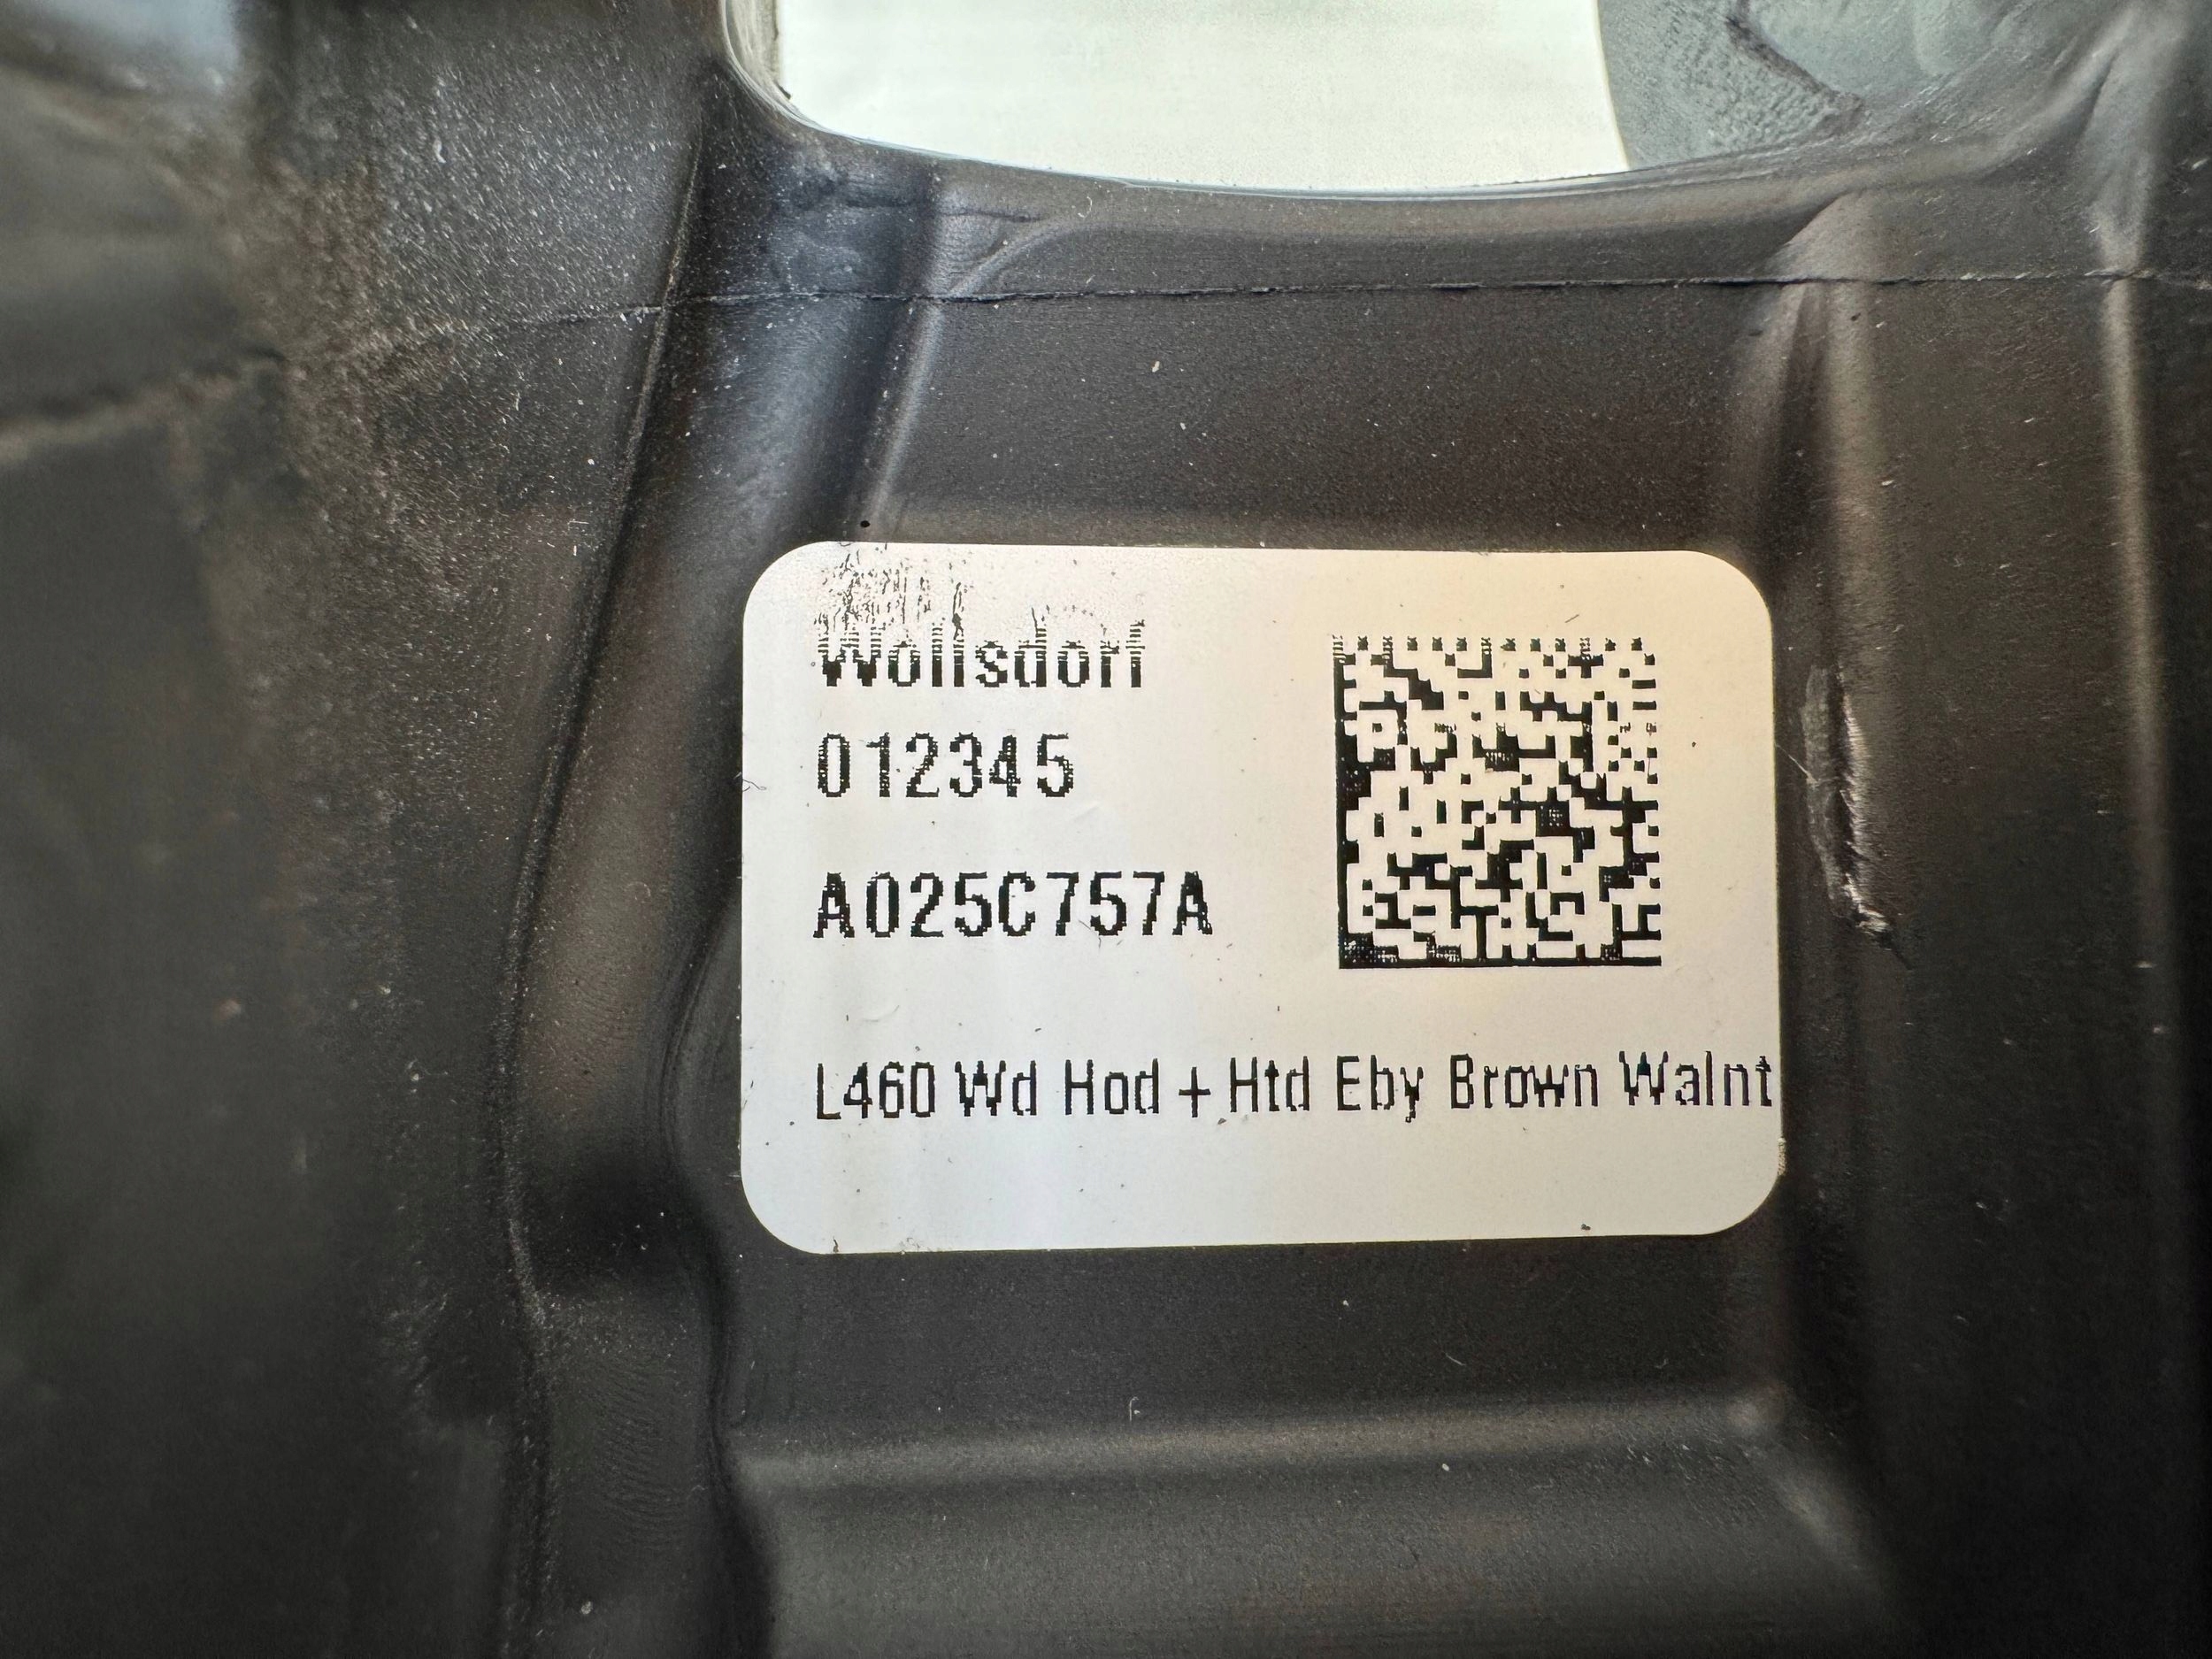 Wollsdorf
012345
A025C757A
L460 Wd Hod + Htd Eby Brown Walnt